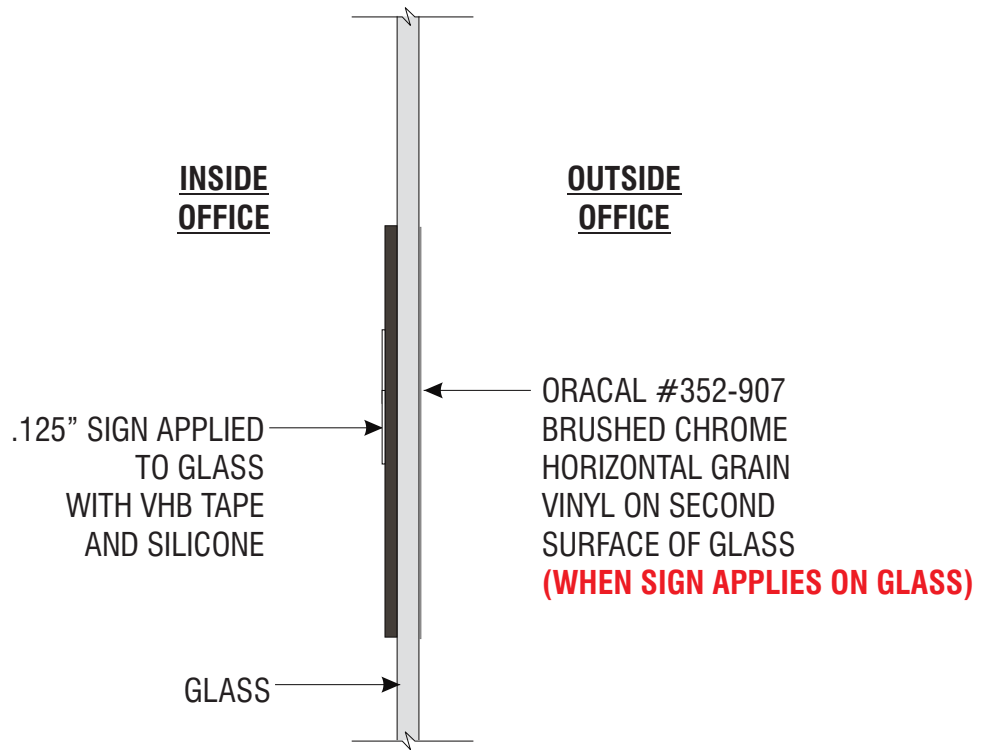 INSIDE
OFFICE
OUTSIDE
OFFICE
.125” SIGN APPLIED
TO GLASS
WITH VHB TAPE
AND SILICONE
ORACAL #352-907
BRUSHED CHROME
HORIZONTAL GRAIN
VINYL ON SECOND
SURFACE OF GLASS
(WHEN SIGN APPLIES ON GLASS)
GLASS